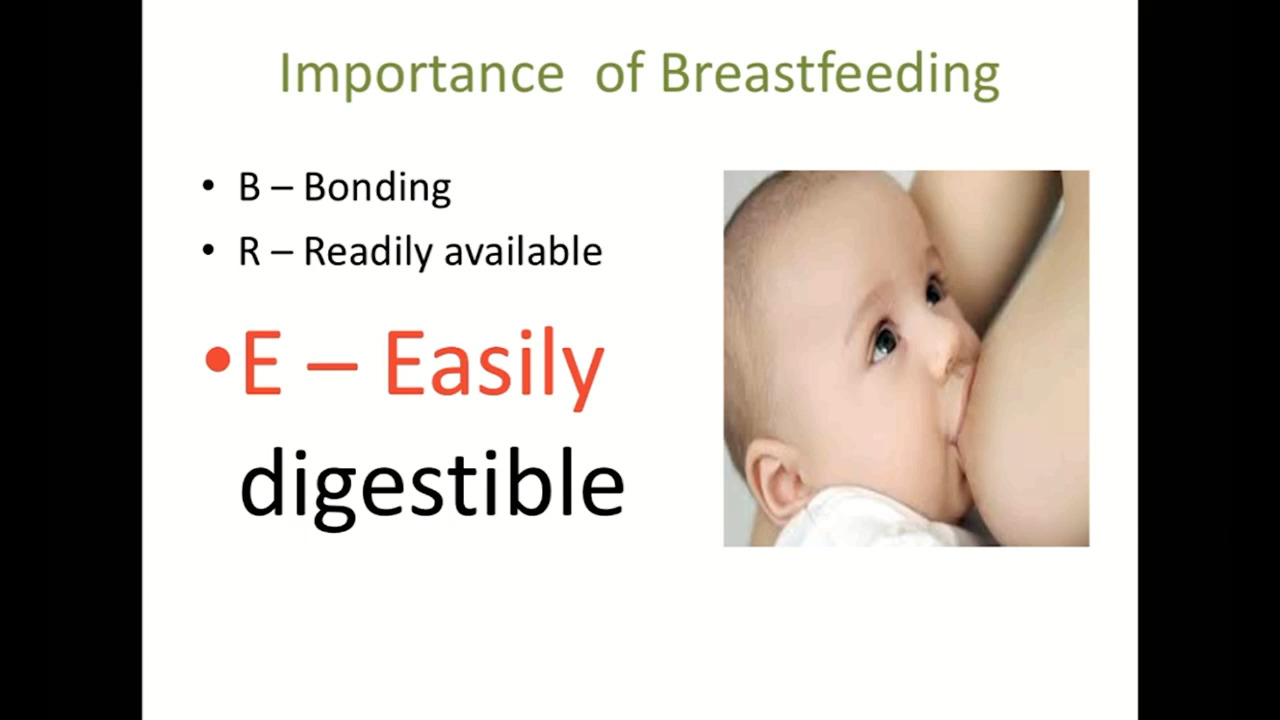 Importance of Breastfeeding
• B – Bonding
• R – Readily available
• E – Easily
digestible